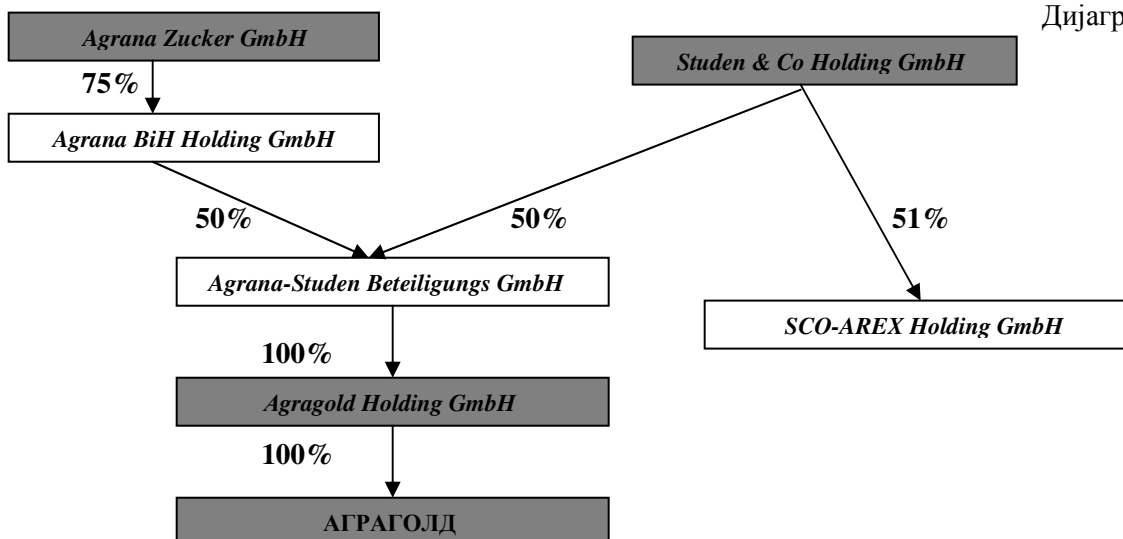 Дијагр
Agrana Zucker GmbH
Studen & Co Holding GmbH
75%
Agrana BiH Holding GmbH
50%
50%
51%
Agrana-Studen Beteiligungs GmbH
SCO-AREX Holding GmbH
100%
Agragold Holding GmbH
100%
АГРАГОЛД